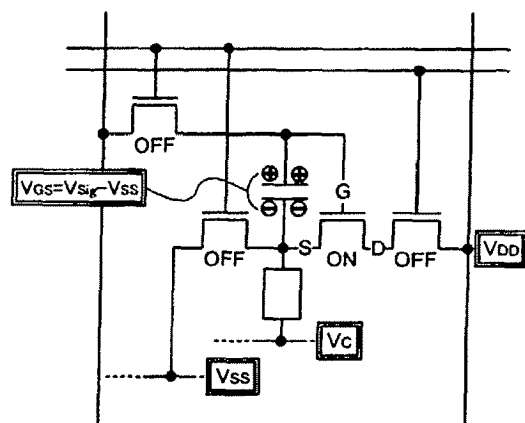 OFF
⊕ ⊕
VGS=VSig-VSS
G
⊖ ⊖
OFF
S
ON
D
OFF
VDD
VC
VSS